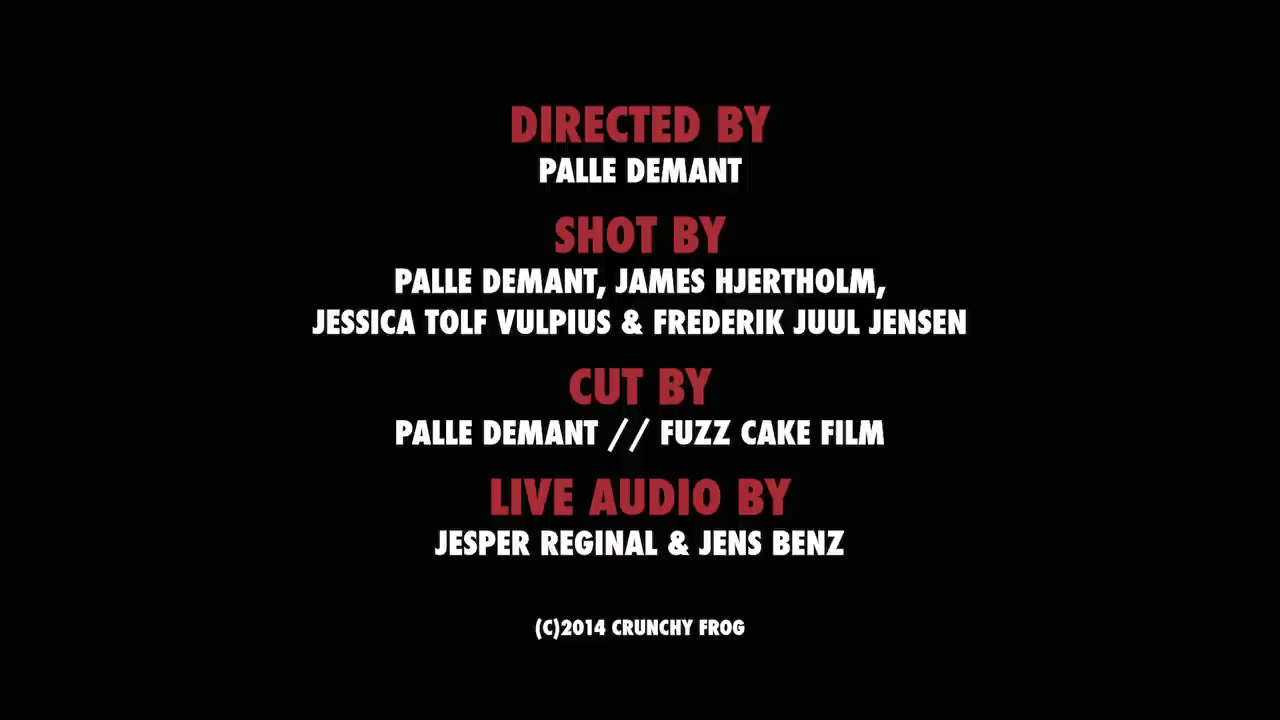 DIRECTED BY
PALLE DEMANT
SHOT BY
PALLE DEMANT, JAMES HJERTHOLM,
JESSICA TOLF VULPIUS & FREDERIK JUUL JENSEN
CUT BY
PALLE DEMANT // FUZZ CAKE FILM
LIVE AUDIO BY
JESPER REGINAL & JENS BENZ
(C)2014 CRUNCHY FROG